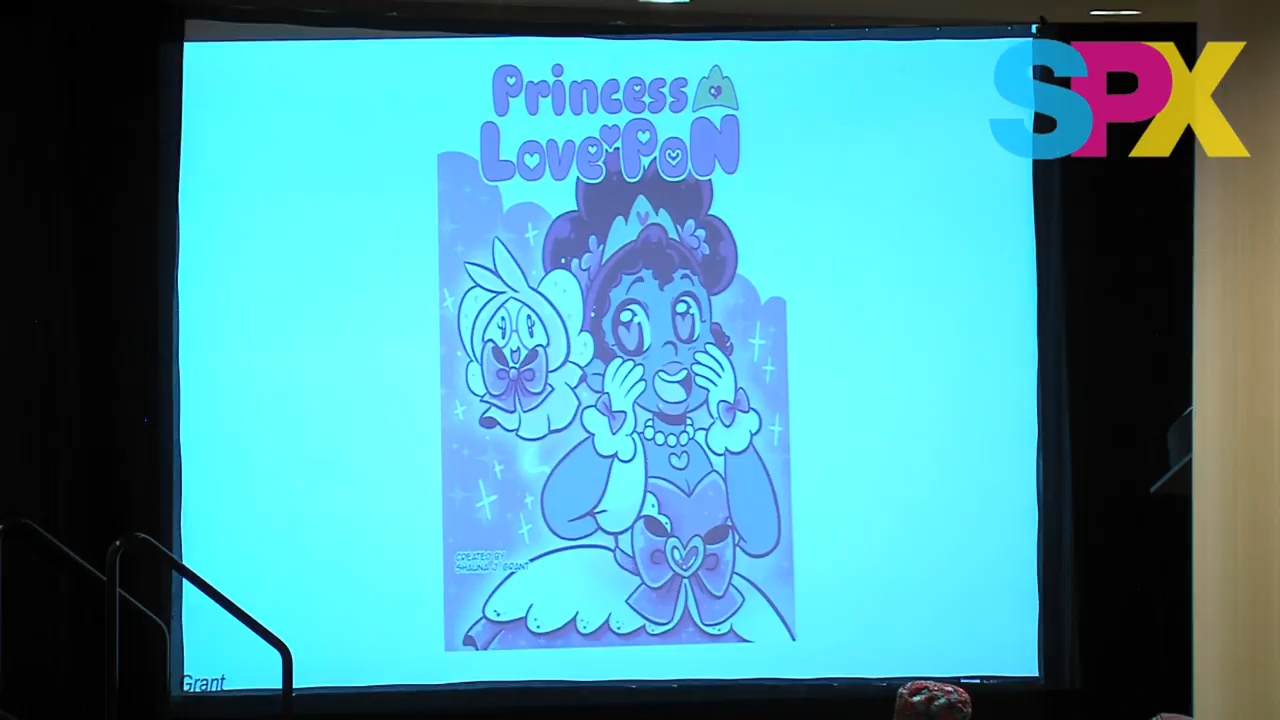 SPX
Princess
Love PoN
CREATED BY
SHAUNA J. GRANT
Grant